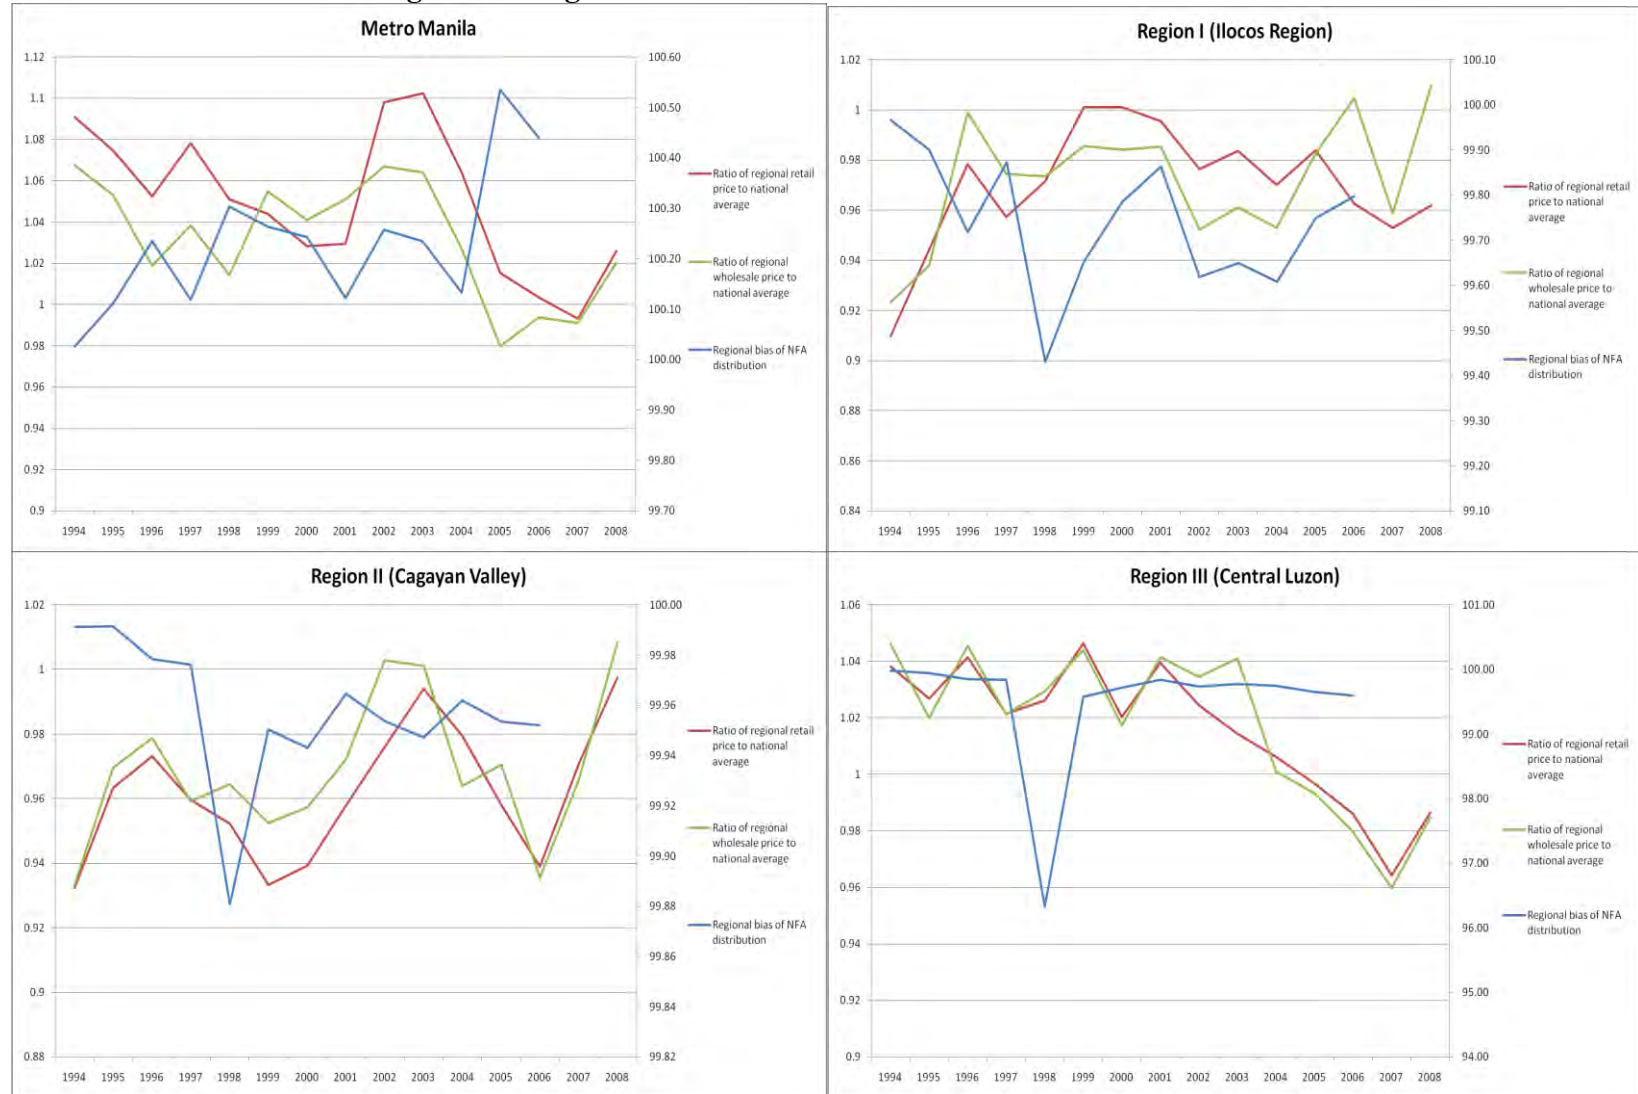 Metro Manila
1.12
1.1
1.08
1.06
1.04
1.02
1
0.98
0.96
0.94
0.92
0.9
100.60
100.50
100.40
100.30
100.20
100.10
100.00
99.90
99.80
99.70
1994 1995 1996 1997 1998 1999 2000 2001 2002 2003 2004 2005 2006 2007 2008
Ratio of regional retail
price to national
average
Ratio of regional
wholesale price to
national average
Regional bias of NFA
distribution
Region I (Ilocos Region)
1.02
1
0.98
0.96
0.94
0.92
0.9
0.88
0.86
0.84
100.10
100.00
99.90
99.80
99.70
99.60
99.50
99.40
99.30
99.20
99.10
1994 1995 1996 1997 1998 1999 2000 2001 2002 2003 2004 2005 2006 2007 2008
Ratio of regional retail
price to national
average
Ratio of regional
wholesale price to
national average
Regional bias of NFA
distribution
Region II (Cagayan Valley)
1.02
1
0.98
0.96
0.94
0.92
0.9
0.88
100.00
99.98
99.96
99.94
99.92
99.90
99.88
99.86
99.84
99.82
1994 1995 1996 1997 1998 1999 2000 2001 2002 2003 2004 2005 2006 2007 2008
Ratio of regional retail
price to national
average
Ratio of regional
wholesale price to
national average
Regional bias of NFA
distribution
Region III (Central Luzon)
1.06
1.04
1.02
1
0.98
0.96
0.94
0.92
0.9
101.00
100.00
99.00
98.00
97.00
96.00
95.00
94.00
1994 1995 1996 1997 1998 1999 2000 2001 2002 2003 2004 2005 2006 2007 2008
Ratio of regional retail
price to national
average
Ratio of regional
wholesale price to
national average
Regional bias of NFA
distribution